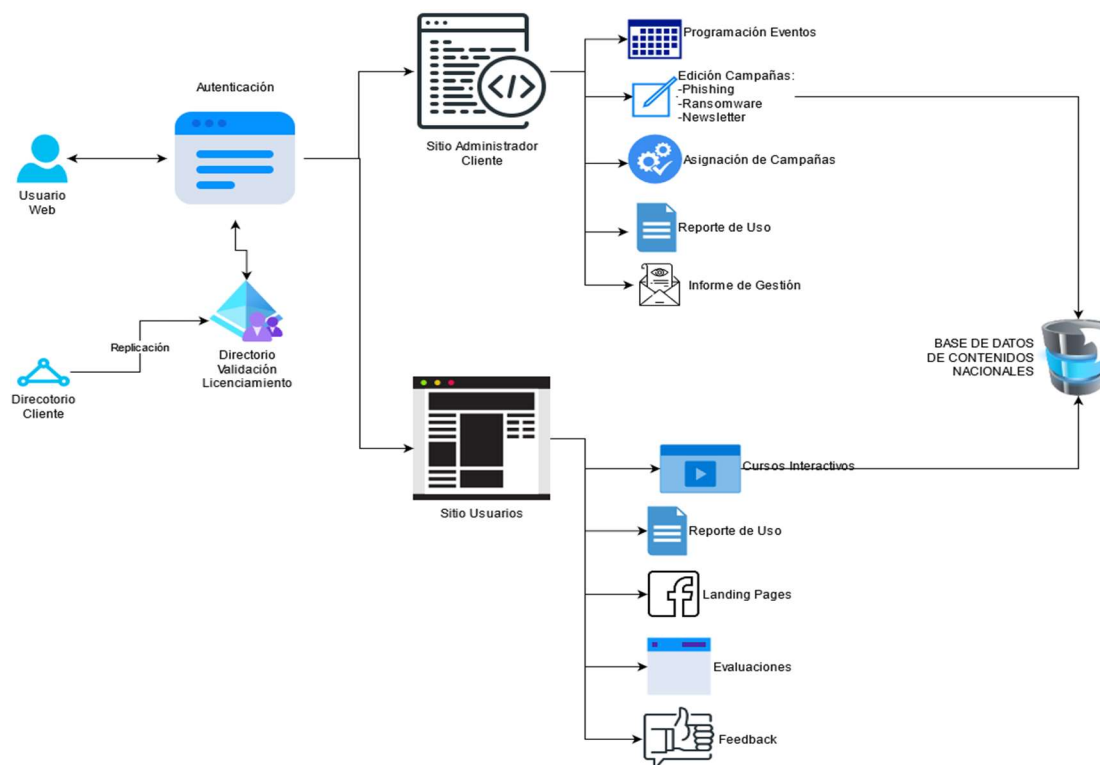 Autenticación
Usuario
Web
Replicación
Direcotorio
Cliente
Directorio
Validación
Licenciamiento
Sitio Administrador
Cliente
Programación Eventos
Edición Campañas:
-Phishing
-Ransomware
-Newsletter
Asignación de Campañas
Reporte de Uso
Informe de Gestión
BASE DE DATOS
DE CONTENIDOS
NACIONALES
Sitio Usuarios
Cursos Interactivos
Reporte de Uso
Landing Pages
Evaluaciones
Feedback